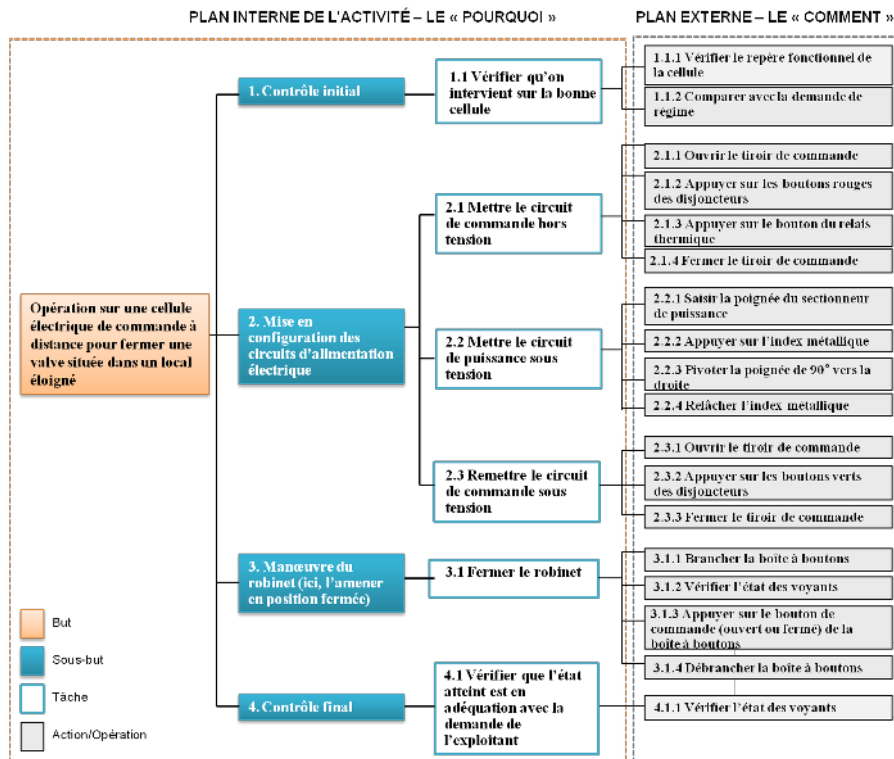 PLAN INTERNE DE L'ACTIVITÉ – LE « POURQUOI »
PLAN EXTERNE – LE « COMMENT »
Opération sur une cellule
électrique de commande à
distance pour fermer une
valve située dans un local
éloigné
1. Contrôle initial
1.1 Vérifier qu'on
intervient sur la bonne
cellule
1.1.1 Vérifier le repère fonctionnel de
la cellule
1.1.2 Comparer avec la demande de
régime
2. Mise en
configuration des
circuits d'alimentation
électrique
2.1 Mettre le circuit
de commande hors
tension
2.1.1 Ouvrir le tiroir de commande
2.1.2 Appuyer sur les boutons rouges
des disjoncteurs
2.1.3 Appuyer sur le bouton du relais
thermique
2.1.4 Fermer le tiroir de commande
2.2 Mettre le circuit
de puissance sous
tension
2.2.1 Saisir la poignée du sectionneur
de puissance
2.2.2 Appuyer sur l'index métallique
2.2.3 Pivoter la poignée de 90° vers la
droite
2.2.4 Relâcher l'index métallique
2.3 Remettre le circuit
de commande sous
tension
2.3.1 Ouvrir le tiroir de commande
2.3.2 Appuyer sur les boutons verts
des disjoncteurs
2.3.3 Fermer le tiroir de commande
3. Manœuvre du
robinet (ici, l'amener
en position fermée)
3.1 Fermer le robinet
3.1.1 Brancher la boîte à boutons
3.1.2 Vérifier l'état des voyants
3.1.3 Appuyer sur le bouton de
commande (ouvert ou fermé) de la
boîte à boutons
3.1.4 Débrancher la boîte à boutons
4. Contrôle final
4.1 Vérifier que l'état
atteint est en
adéquation avec la
demande de
l'exploitant
4.1.1 Vérifier l'état des voyants
But
Sous-but
Tâche
Action/Opération